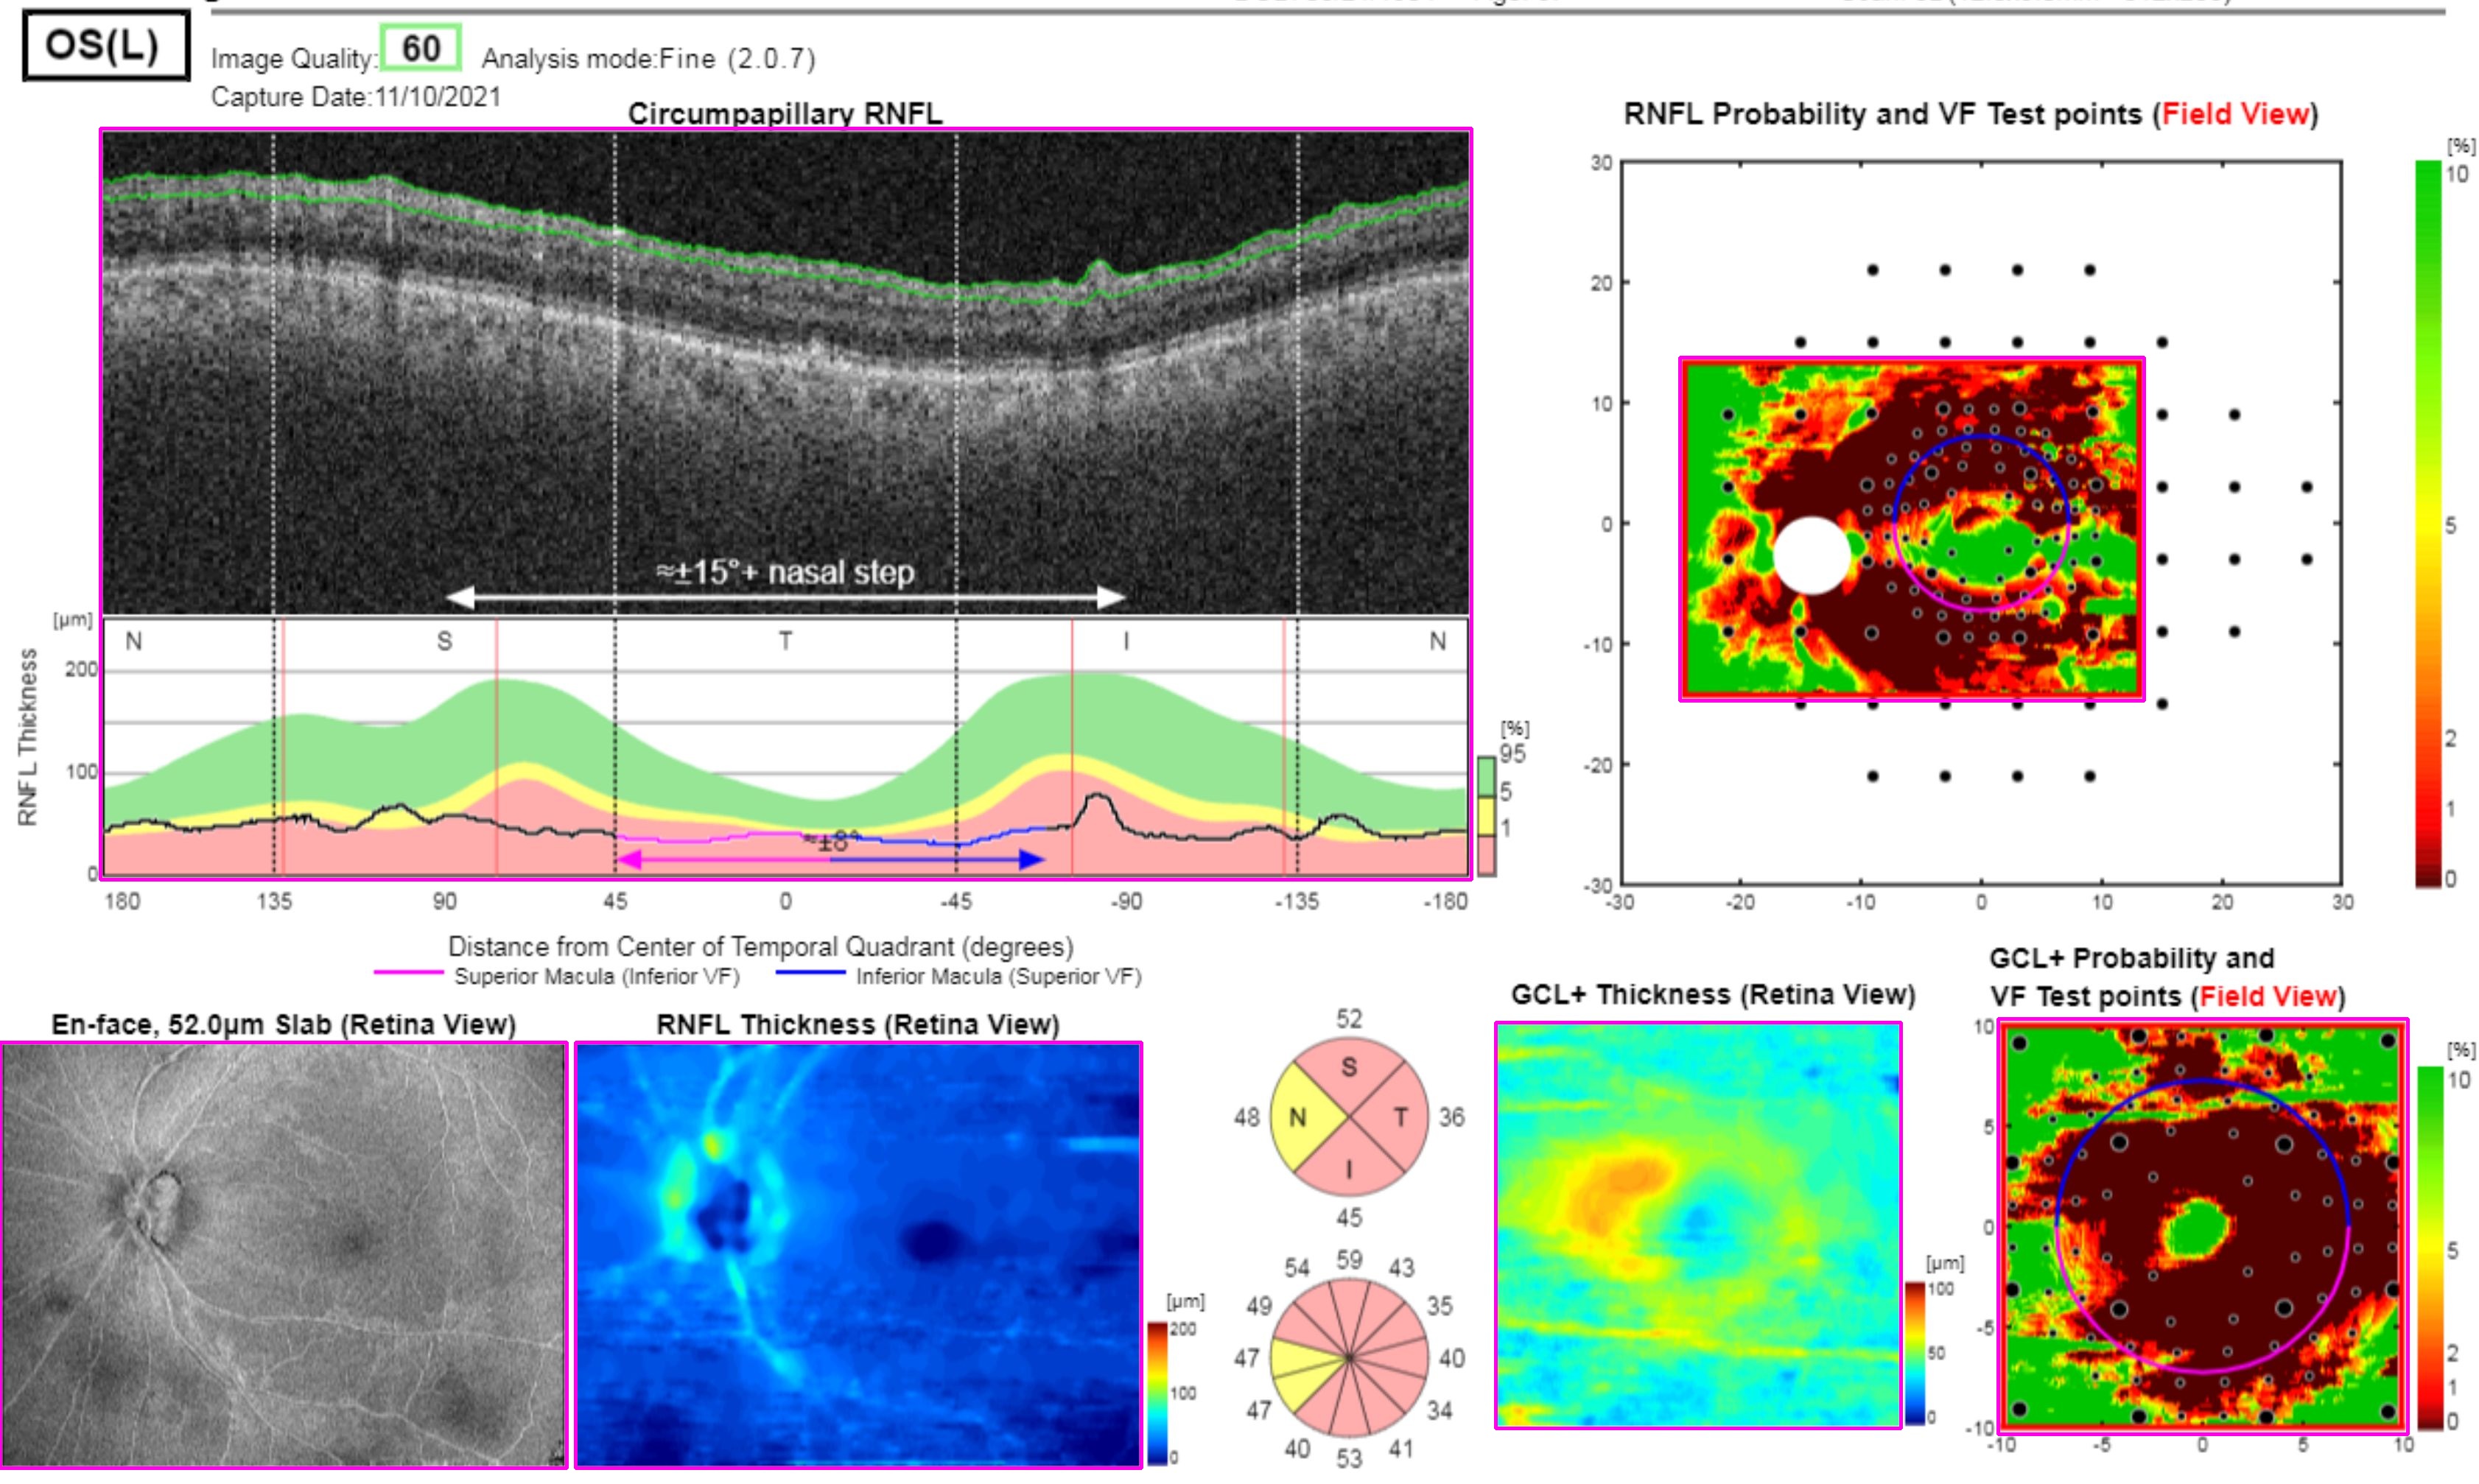 OS(L)
Image Quality: 60 Analysis mode:Fine (2.0.7)
Capture Date:11/10/2021
Circumpapillary RNFL
≈±15°+ nasal step
[µm]
N S T I N
200
100
0
RNFL Thickness
≈±8°
180 135 90 45 0 -45 -90 -135 -180
Distance from Center of Temporal Quadrant (degrees)
Superior Macula (Inferior VF) Inferior Macula (Superior VF)
[%]
95
5
1
RNFL Probability and VF Test points (Field View)
30
20
10
0
-10
-20
-30
-30 -20 -10 0 10 20 30
[%]
10
5
2
1
0
En-face, 52.0µm Slab (Retina View)
RNFL Thickness (Retina View)
[µm]
200
100
0
52
S
48 N T 36
I
45
54 59 43
49 35
47 40
47 34
40 53 41
GCL+ Thickness (Retina View)
[µm]
100
50
0
GCL+ Probability and
VF Test points (Field View)
10
5
0
-5
-10
-10 -5 0 5 10
[%]
10
5
2
1
0